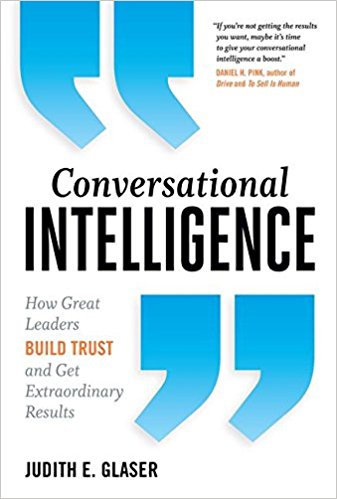 "If you're not getting the results
you want, maybe it's time
to give your conversational
intelligence a boost."
DANIEL H. PINK, author of
Drive and To Sell Is Human
Conversational
INTELLIGENCE
How Great
Leaders
BUILD TRUST
and Get
Extraordinary
Results
JUDITH E. GLASER